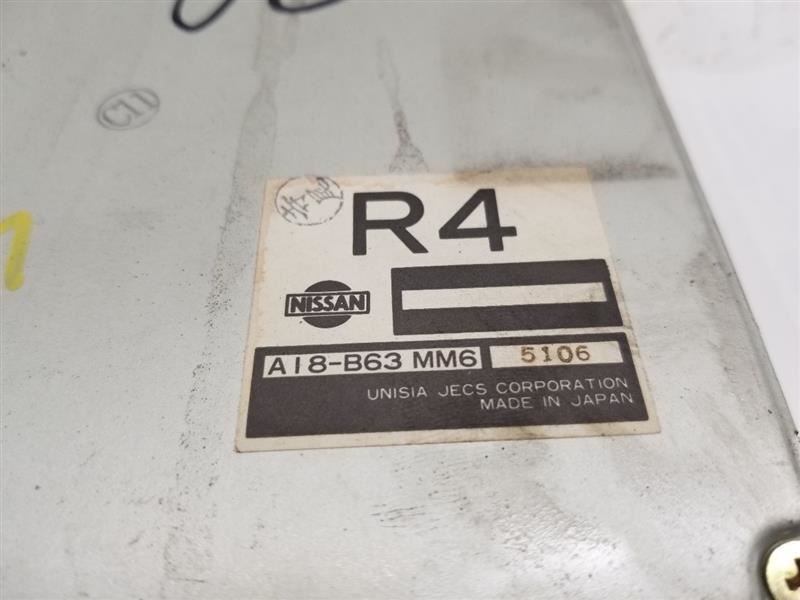 R4
NISSAN
A18-B63 MM6 5106
UNISIA JECS CORPORATION
MADE IN JAPAN